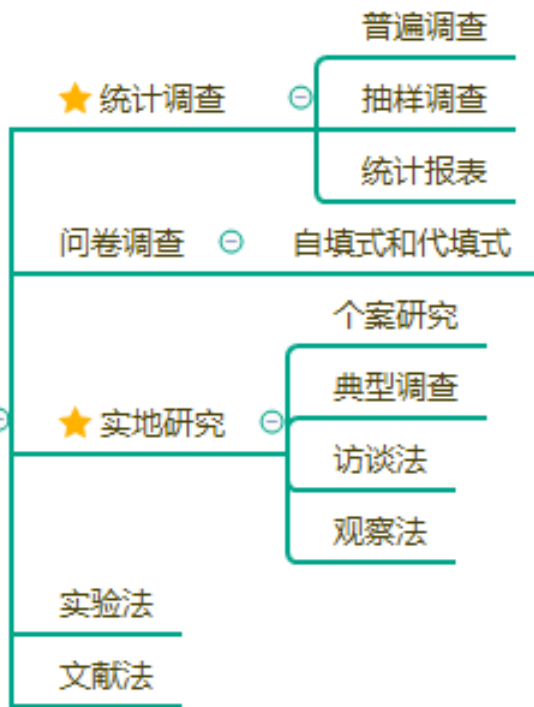 普遍调查
统计调查
抽样调查
统计报表
问卷调查
自填式和代填式
个案研究
典型调查
实地研究
访谈法
观察法
实验法
文献法